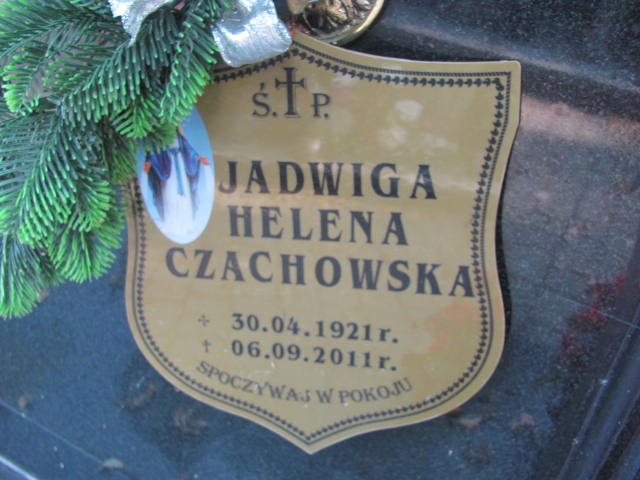 Ś.✝P.
JADWIGA
HELENA
CZACHOWSKA
✢ 30.04.1921r.
† 06.09.2011r.
SPOCZYWAJ W POKOJU